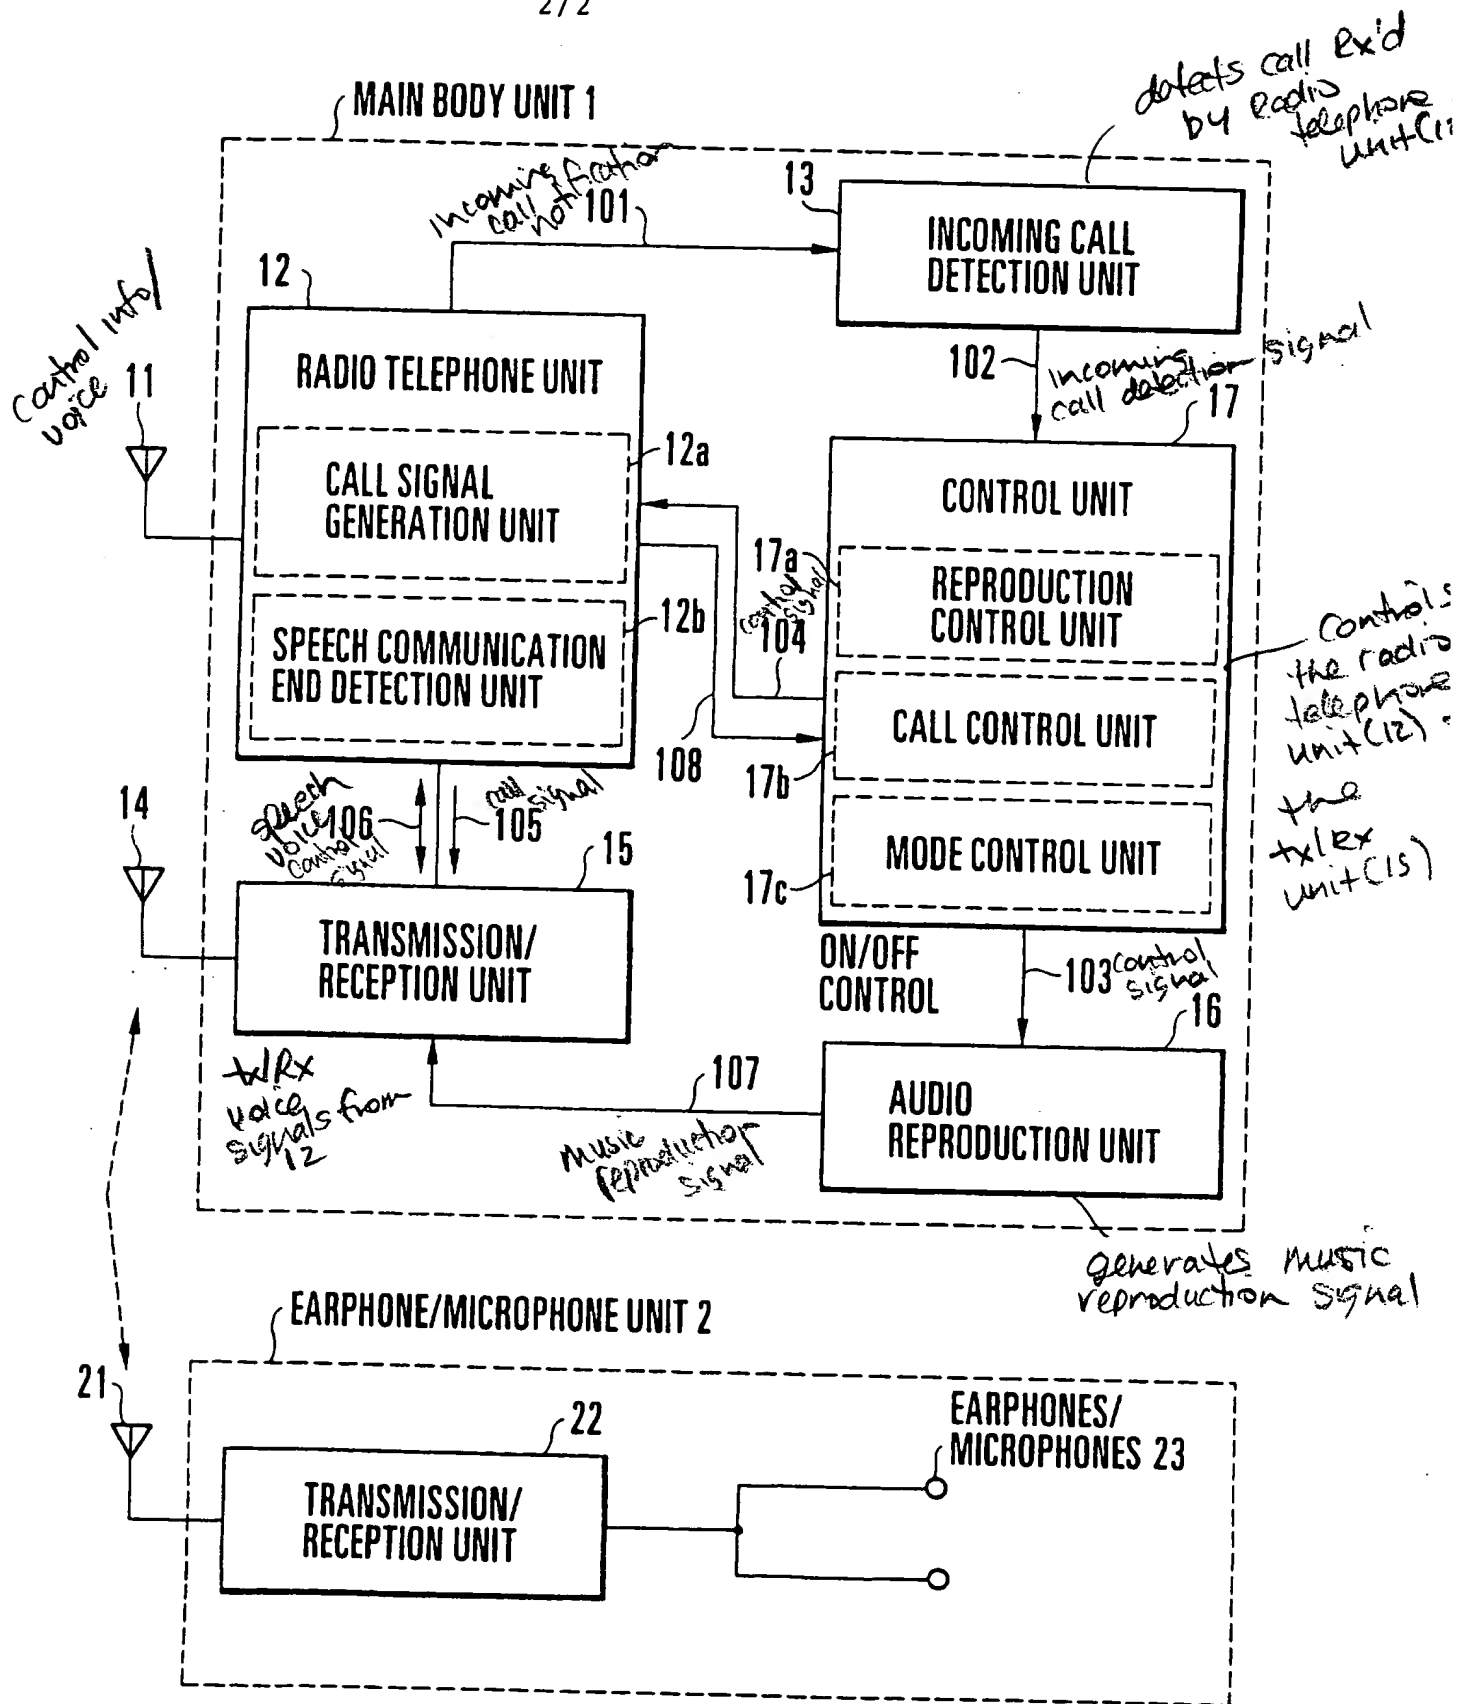 2/2
detects call Rx'd
by Radio
telephone
unit(11
MAIN BODY UNIT 1
Incoming
call
notification
101
13
INCOMING CALL
DETECTION UNIT
12
Control info/
voice
11
RADIO TELEPHONE UNIT
102
incoming
call detection signal
17
12a
CALL SIGNAL
GENERATION UNIT
CONTROL UNIT
17a
REPRODUCTION
CONTROL UNIT
control
signal
104
12b
SPEECH COMMUNICATION
END DETECTION UNIT
Controls
the radio
telephone
unit(12)
the
tx/Rx
unit(15)
CALL CONTROL UNIT
108
17b
14
speech
voice
control
signal
106
call
signal
105
15
MODE CONTROL UNIT
17c
TRANSMISSION/
RECEPTION UNIT
ON/OFF
CONTROL
103
control
signal
16
tx/Rx
voice
signals from
12
107
music
reproduction
signal
AUDIO
REPRODUCTION UNIT
generates music
reproduction signal
EARPHONE/MICROPHONE UNIT 2
21
22
EARPHONES/
MICROPHONES 23
TRANSMISSION/
RECEPTION UNIT